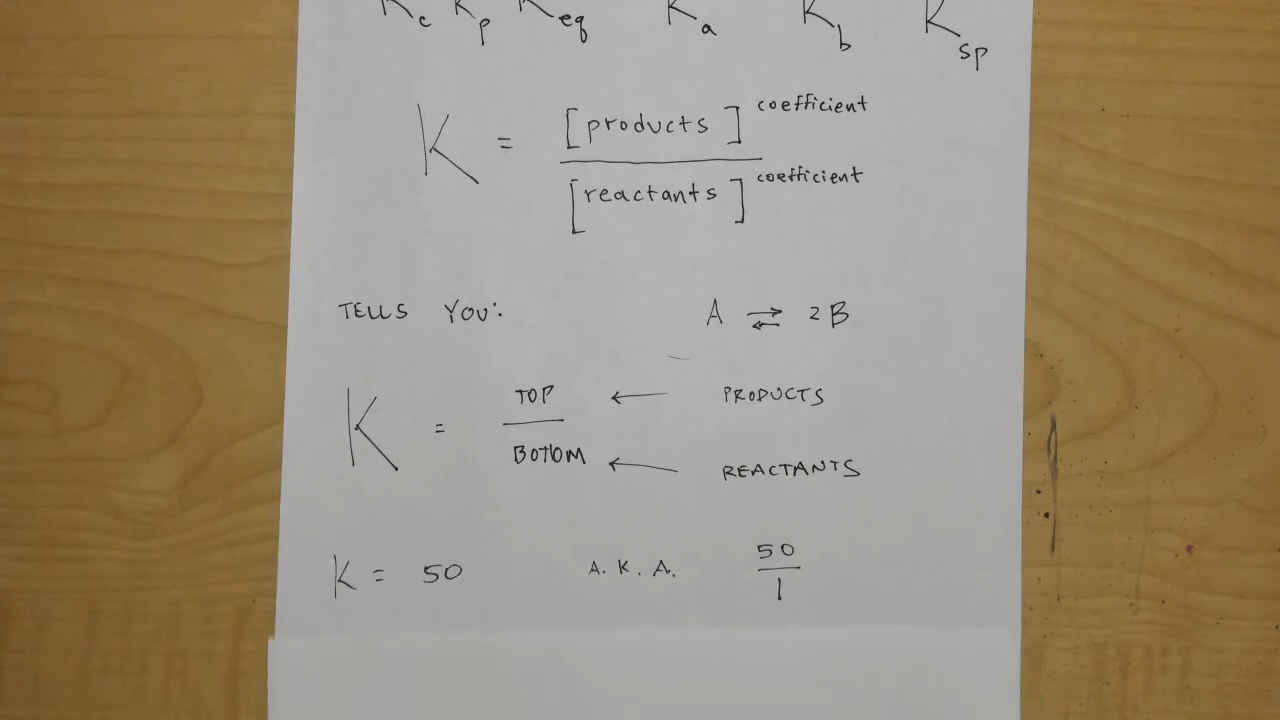 Kc Kp Keq Ka Kb Ksp
K = [products]^coefficient / [reactants]^coefficient
TELLS YOU: A ⇄ 2B
K = TOP / BOTTOM ← PRODUCTS ← REACTANTS
K = 50 A.K.A. 50 / 1